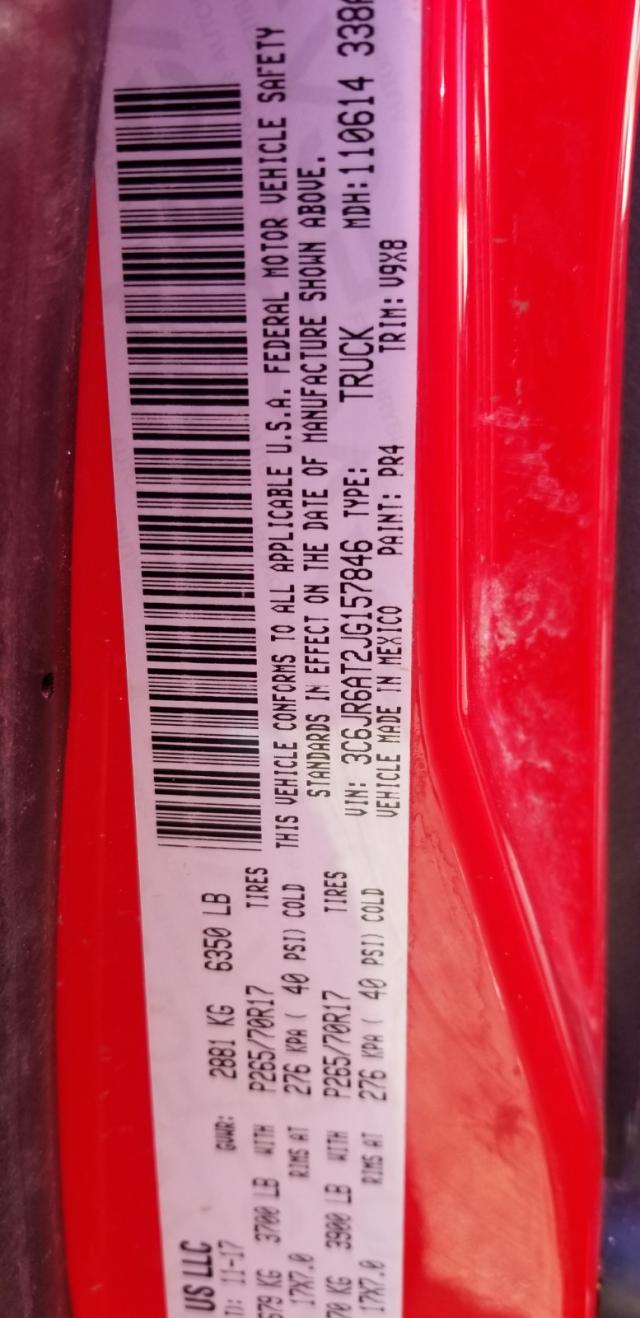 US LLC
11-17
GVWR: 2881 KG 6350 LB
679 KG 3700 LB WITH P265/70R17 TIRES
17X7.0 RIMS AT 276 KPA ( 40 PSI) COLD
70 KG 3900 LB WITH P265/70R17 TIRES
17X7.0 RIMS AT 276 KPA ( 40 PSI) COLD
THIS VEHICLE CONFORMS TO ALL APPLICABLE U.S.A. FEDERAL MOTOR VEHICLE SAFETY
STANDARDS IN EFFECT ON THE DATE OF MANUFACTURE SHOWN ABOVE.
VIN: 3C6JR6AT2JG157846 TYPE: TRUCK MDH:110614 338
VEHICLE MADE IN MEXICO PAINT: PR4 TRIM: V9X8